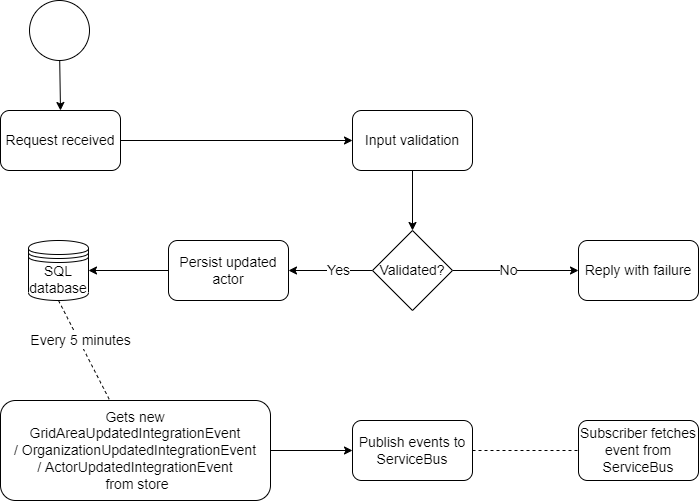 Request received
Input validation
SQL
database
Persist updated
actor
Yes
Validated?
No
Reply with failure
Every 5 minutes
Gets new
GridAreaUpdatedIntegrationEvent
/ OrganizationUpdatedIntegrationEvent
/ ActorUpdatedIntegrationEvent
from store
Publish events to
ServiceBus
Subscriber fetches
event from
ServiceBus